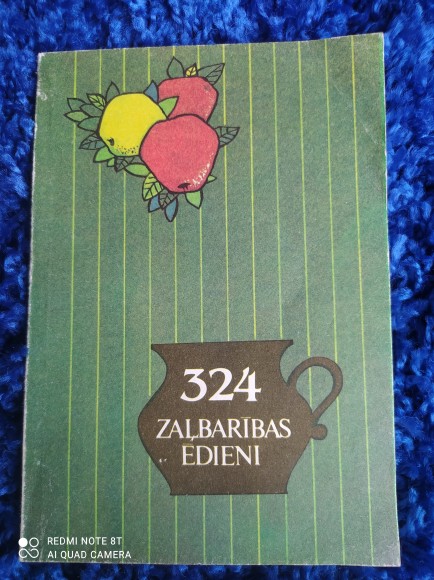 324
ZAĻBARĪBAS
ĒDIENI
REDMI NOTE 8T
AI QUAD CAMERA